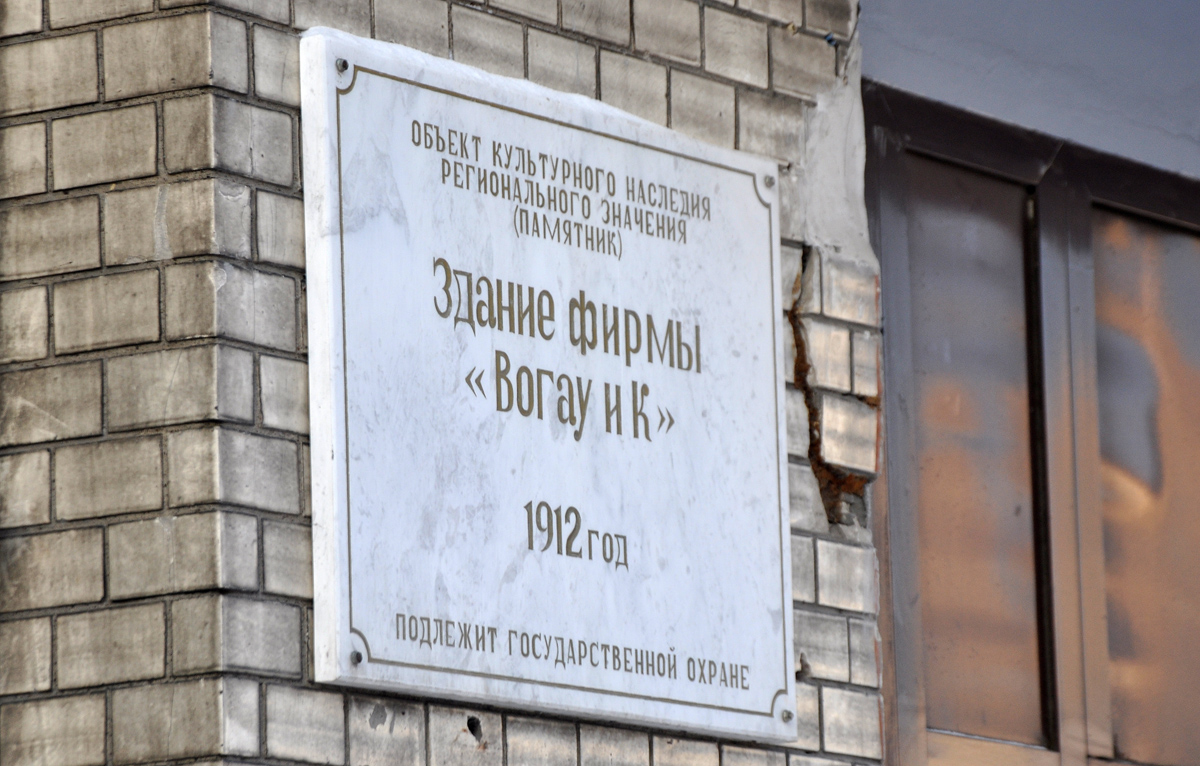 ОБЪЕКТ КУЛЬТУРНОГО НАСЛЕДИЯ
РЕГИОНАЛЬНОГО ЗНАЧЕНИЯ
(ПАМЯТНИК)
Здание фирмы
«Вогау и К»
1912 год
ПОДЛЕЖИТ ГОСУДАРСТВЕННОЙ ОХРАНЕ